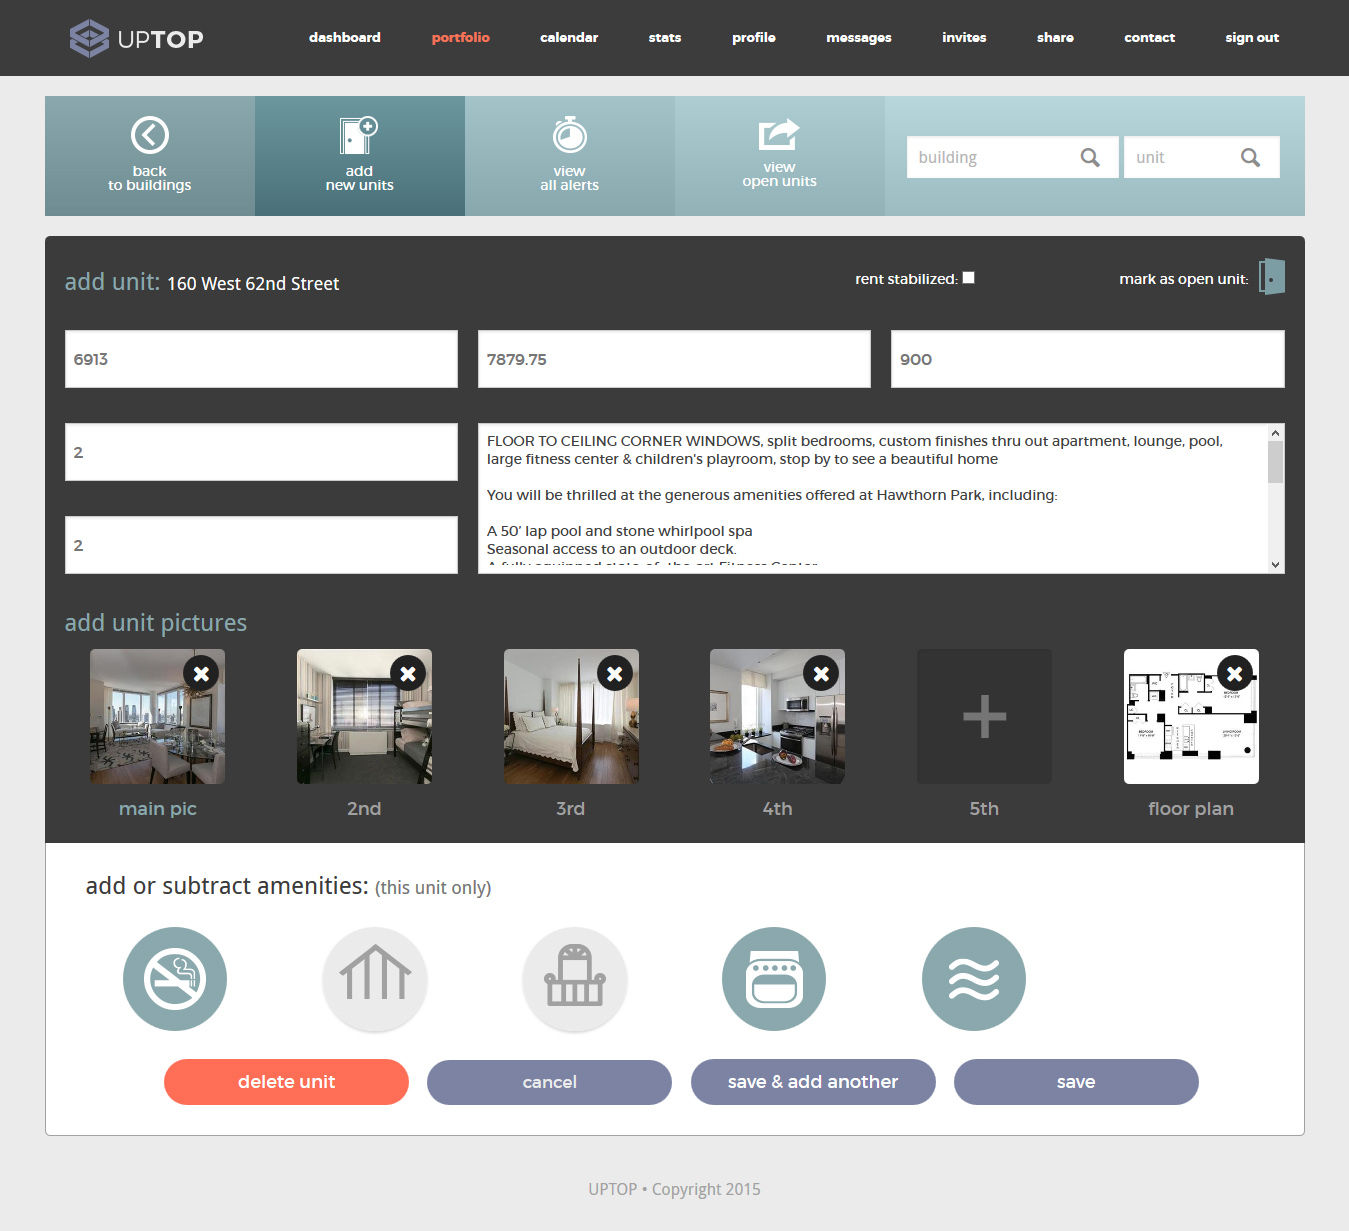 UPTOP
dashboard
portfolio
calendar
stats
profile
messages
invites
share
contact
sign out
back
to buildings
add
new units
view
all alerts
view
open units
building
unit
add unit: 160 West 62nd Street
rent stabilized:
mark as open unit:
6913
7879.75
900
2
FLOOR TO CEILING CORNER WINDOWS, split bedrooms, custom finishes thru out apartment, lounge, pool,
large fitness center & children's playroom, stop by to see a beautiful home
You will be thrilled at the generous amenities offered at Hawthorn Park, including:
A 50' lap pool and stone whirlpool spa
Seasonal access to an outdoor deck.
2
add unit pictures
main pic
2nd
3rd
4th
5th
floor plan
add or subtract amenities: (this unit only)
delete unit
cancel
save & add another
save
UPTOP • Copyright 2015